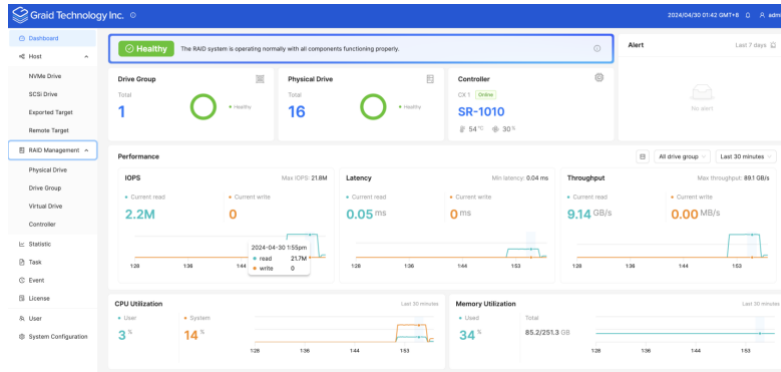 Graid Technology Inc.
2024/04/30 01:42 GMT+8
Dashboard
Host
NVMe Drive
SCSI Drive
Exported Target
Remote Target
RAID Management
Physical Drive
Drive Group
Virtual Drive
Controller
Statistic
Task
Event
License
User
System Configuration
Healthy
The RAID system is operating normally with all components functioning properly.
Alert
Last 7 days
No alert
Drive Group
Total
1
Healthy
Physical Drive
Total
16
Healthy
Controller
CX 1 Online
SR-1010
54 °C 30 %
Performance
All drive group
Last 30 minutes
IOPS
Max IOPS: 21.8M
Current read
Current write
2.2M
0
2024-04-30 1:55pm
read 21.7M
write 0
1:28 1:36 1:44
Latency
Min latency: 0.04 ms
Current read
Current write
0.05 ms
0 ms
1:28 1:36 1:44 1:53
Throughput
Max throughput: 89.1 GB/s
Current read
Current write
9.14 GB/s
0.00 MB/s
1:28 1:36 1:44 1:53
CPU Utilization
Last 30 minutes
User
System
3 %
14 %
1:28 1:36 1:44 1:53
Memory Utilization
Last 30 minutes
Used
Total
34 %
85.2/251.3 GB
1:28 1:36 1:44 1:53